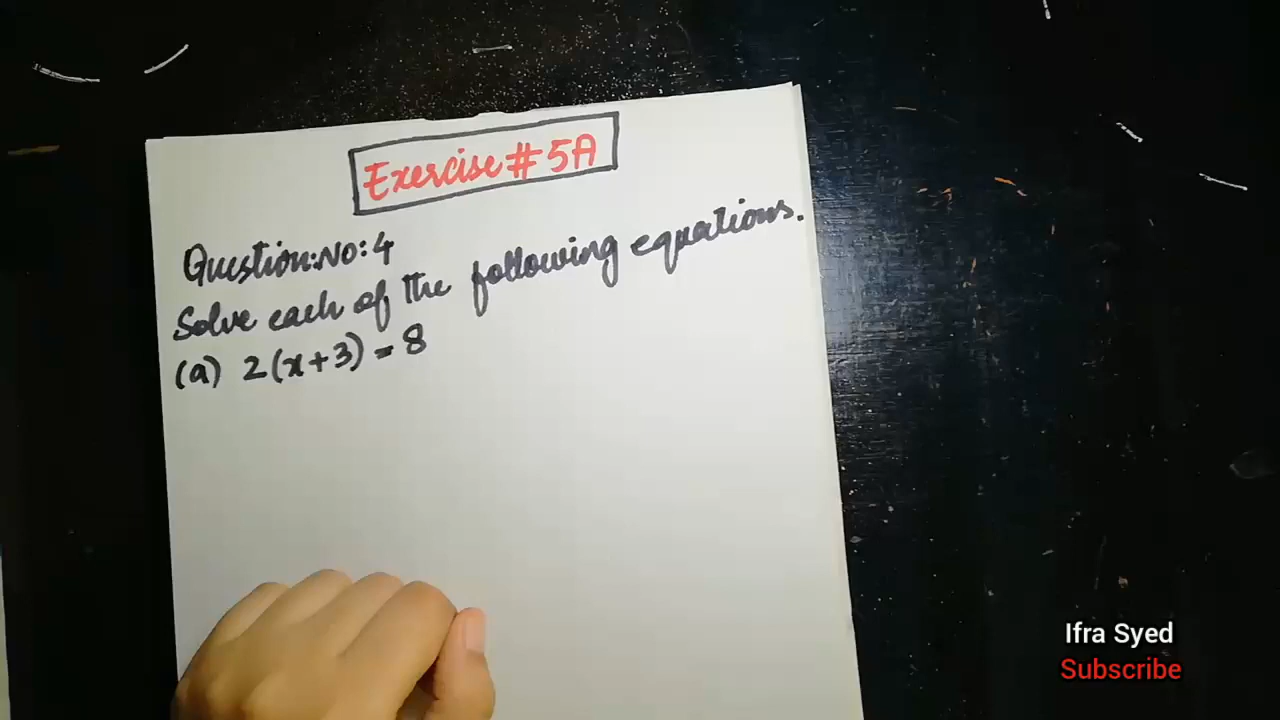 Exercise # 5A
Question:No:4
Solve each of the following equations.
(a) 2(x+3) = 8
Ifra Syed
Subscribe